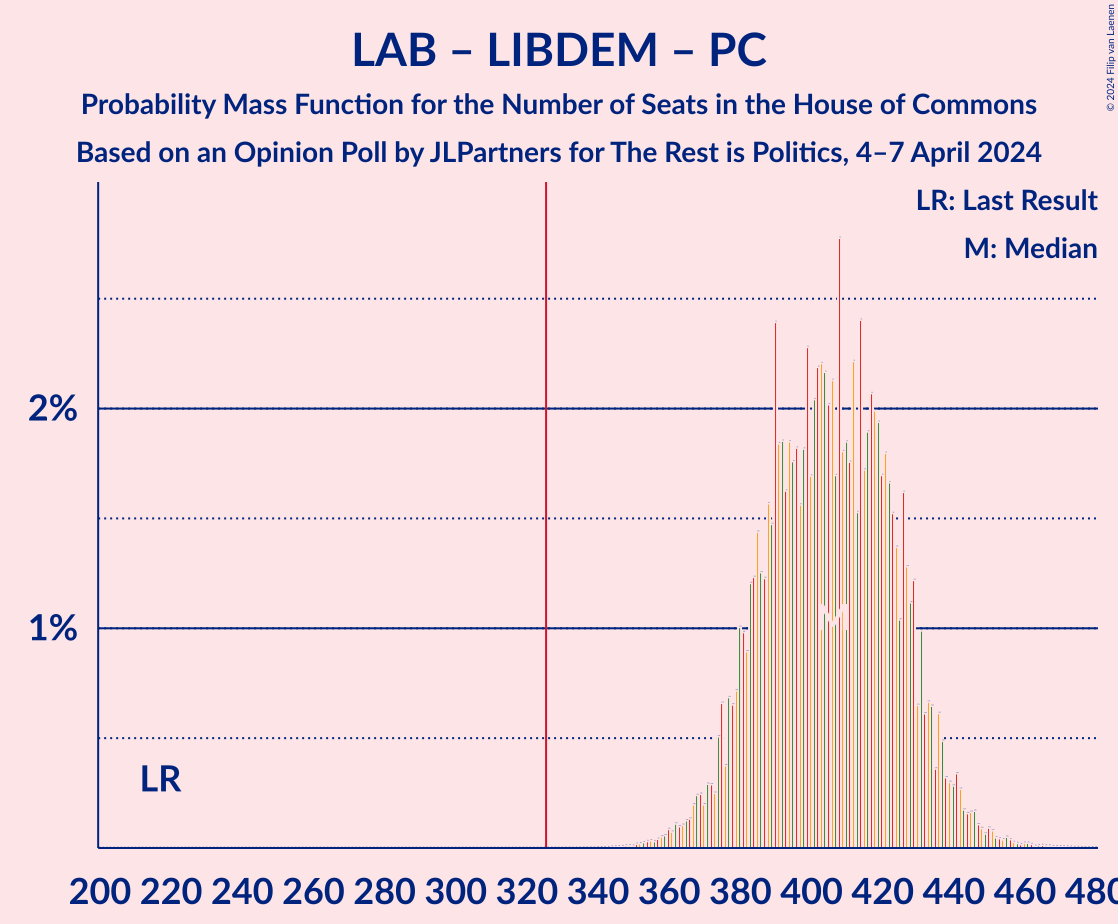 LAB – LIBDEM – PC
Probability Mass Function for the Number of Seats in the House of Commons
Based on an Opinion Poll by JLPartners for The Rest is Politics, 4–7 April 2024
© 2024 Filip van Laenen
LR: Last Result
M: Median
2%
1%
LR
M
200 220 240 260 280 300 320 340 360 380 400 420 440 460 480